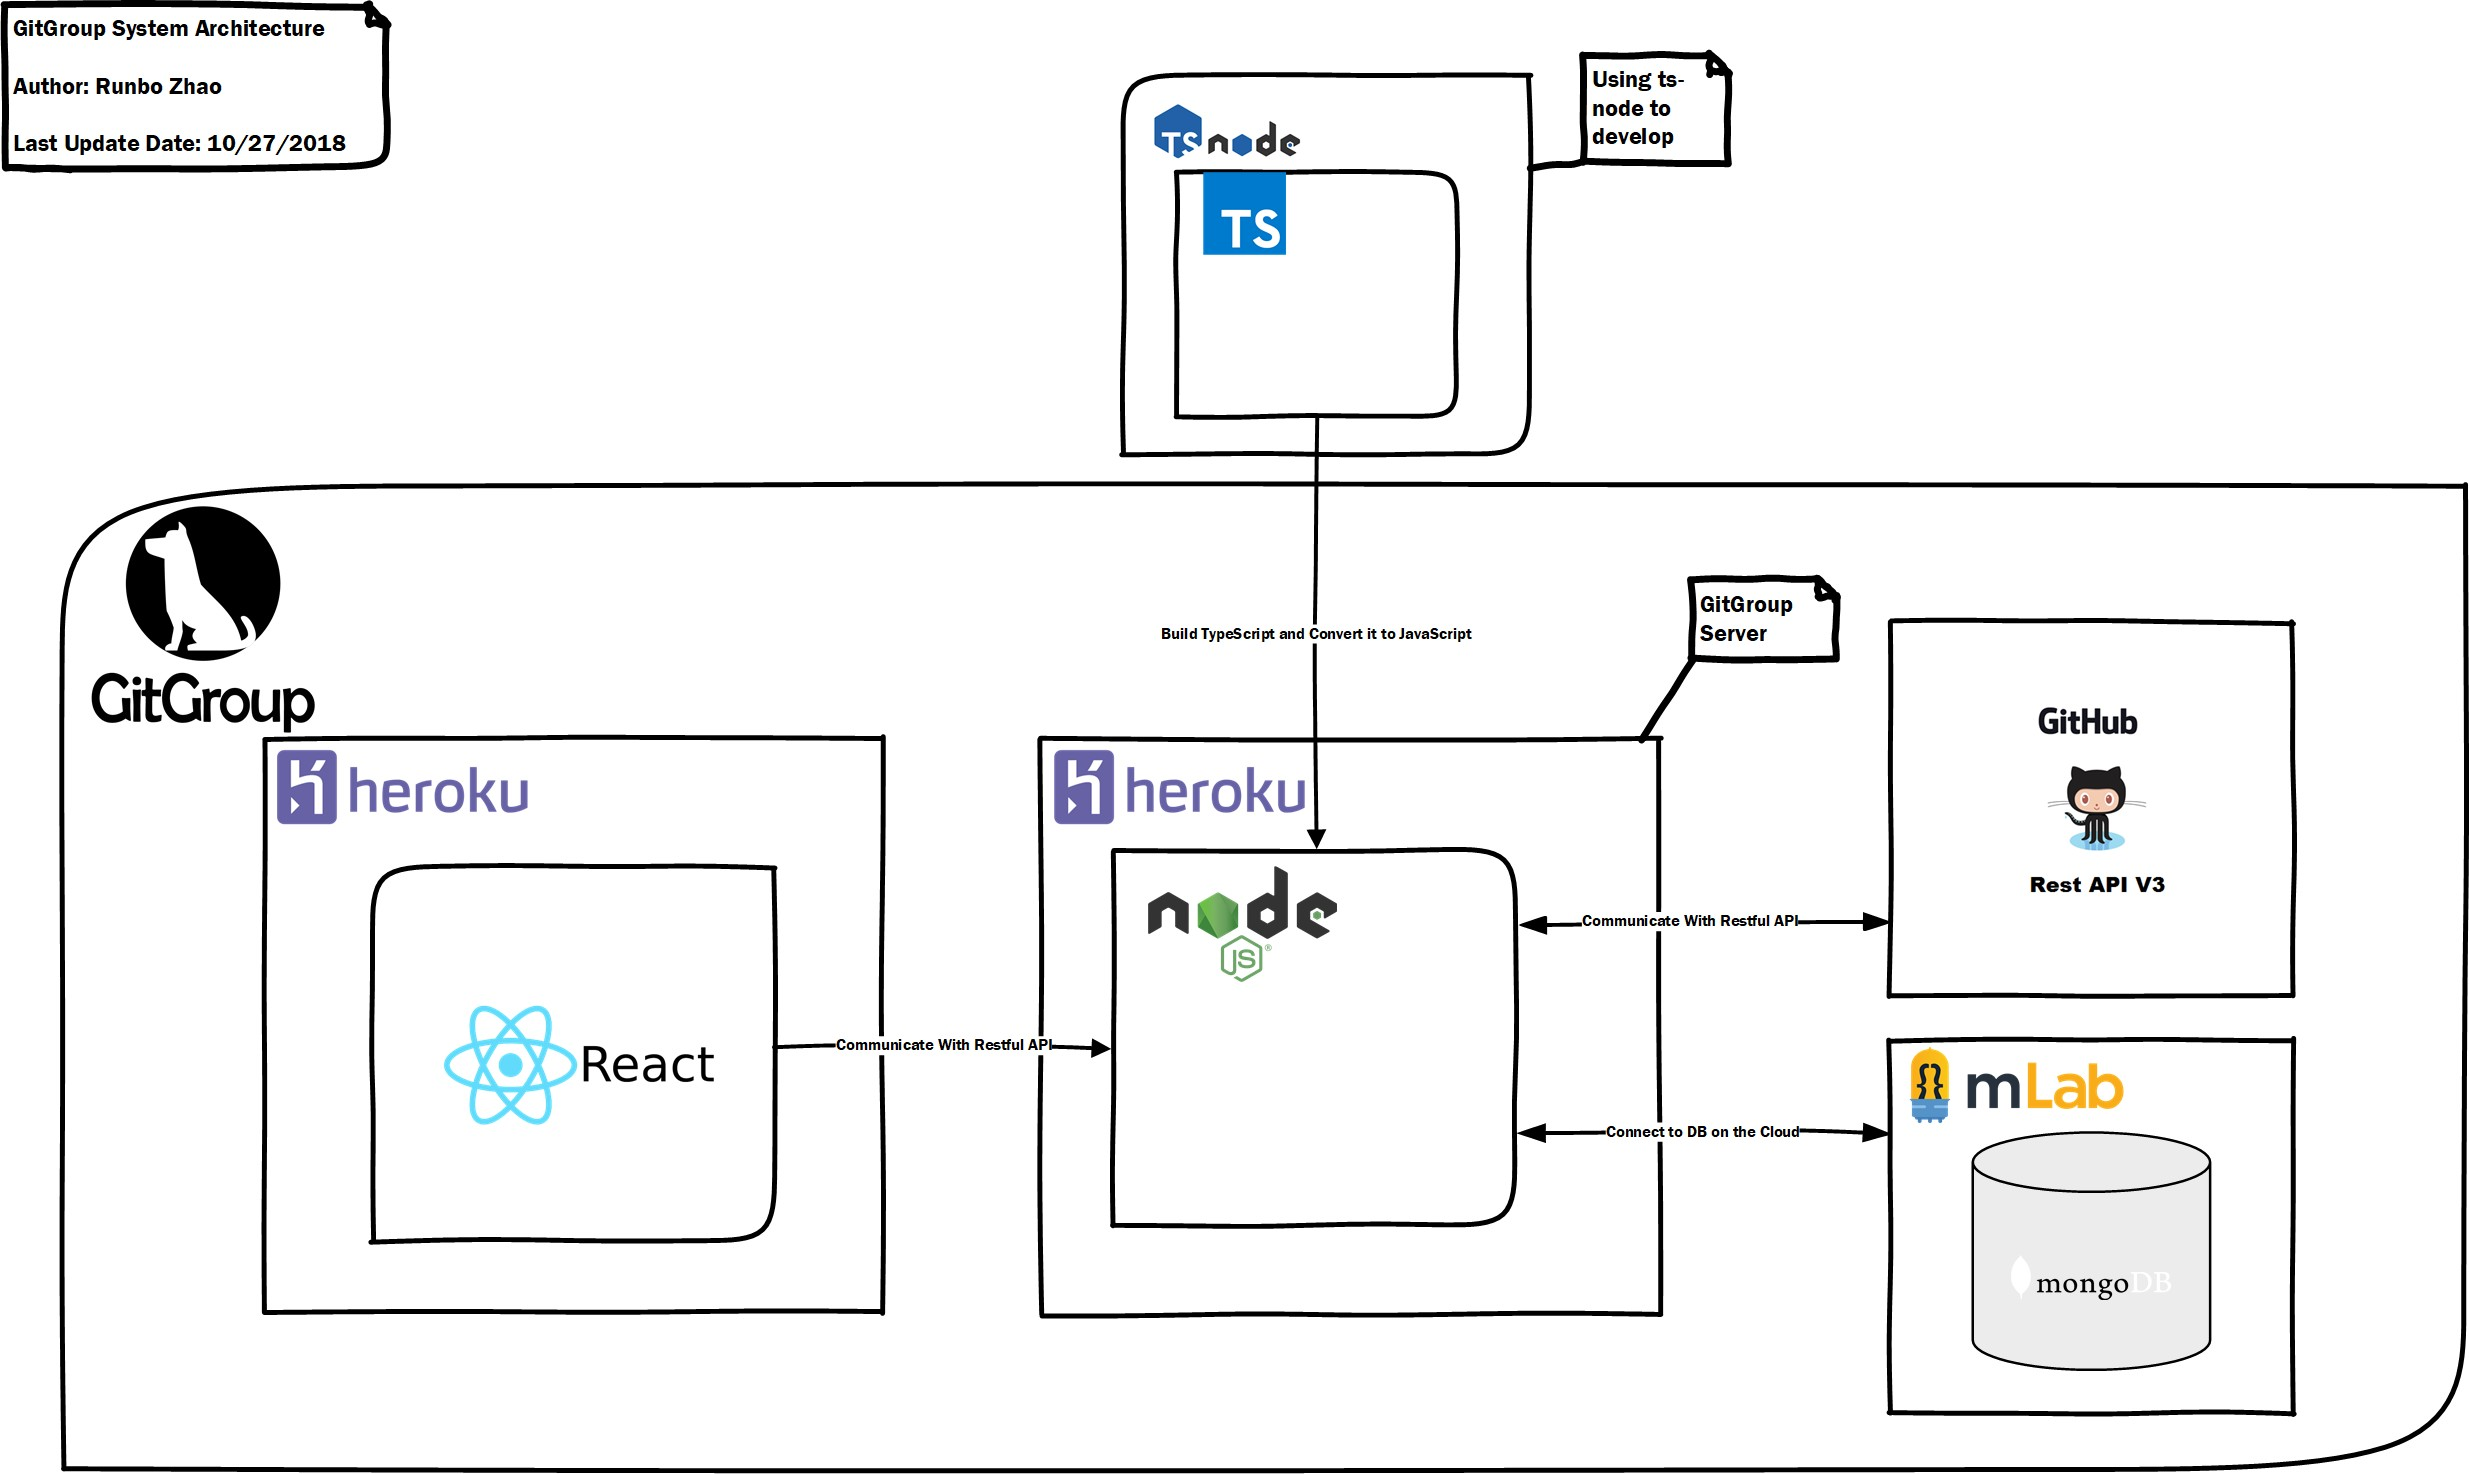 GitGroup System Architecture
Author: Runbo Zhao
Last Update Date: 10/27/2018
TS node
Using ts-
node to
develop
TS
GitGroup
Build TypeScript and Convert it to JavaScript
GitGroup
Server
heroku
heroku
GitHub
Rest API V3
node
JS®
React
Communicate With Restful API
Communicate With Restful API
Connect to DB on the Cloud
{} mLab
mongoDB